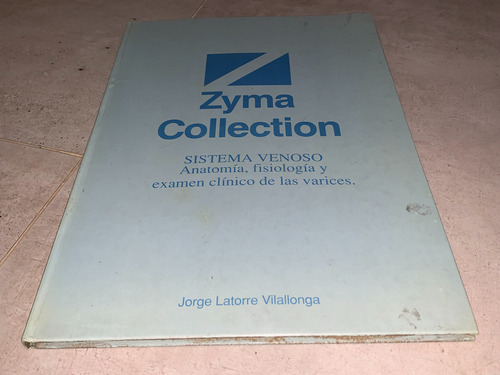 Zyma
Collection
SISTEMA VENOSO
Anatomía, fisiología y
examen clínico de las varices.
Jorge Latorre Vilallonga